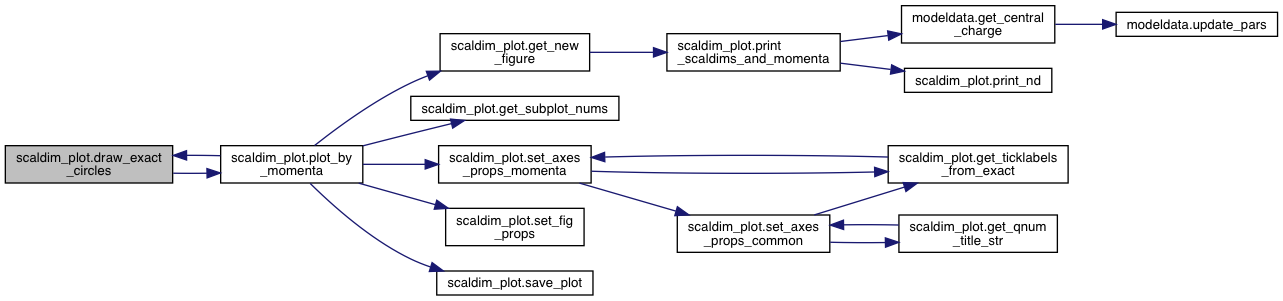 scaldim_plot.draw_exact
_circles
scaldim_plot.plot_by
_momenta
scaldim_plot.get_new
_figure
scaldim_plot.print
_scaldims_and_momenta
modeldata.get_central
_charge
modeldata.update_pars
scaldim_plot.print_nd
scaldim_plot.get_subplot_nums
scaldim_plot.set_axes
_props_momenta
scaldim_plot.get_ticklabels
_from_exact
scaldim_plot.set_axes
_props_common
scaldim_plot.get_qnum
_title_str
scaldim_plot.set_fig
_props
scaldim_plot.save_plot